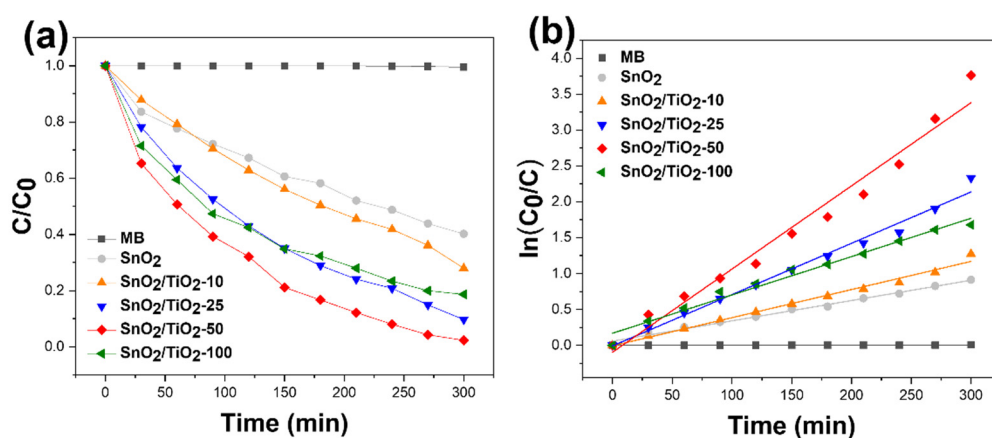 (a)
1.0
0.8
0.6
0.4
0.2
0.0
C/C0
MB
SnO2
SnO2/TiO2-10
SnO2/TiO2-25
SnO2/TiO2-50
SnO2/TiO2-100
0 50 100 150 200 250 300
Time (min)
(b)
4.0
3.5
3.0
2.5
2.0
1.5
1.0
0.5
0.0
ln(C0/C)
MB
SnO2
SnO2/TiO2-10
SnO2/TiO2-25
SnO2/TiO2-50
SnO2/TiO2-100
0 50 100 150 200 250 300
Time (min)